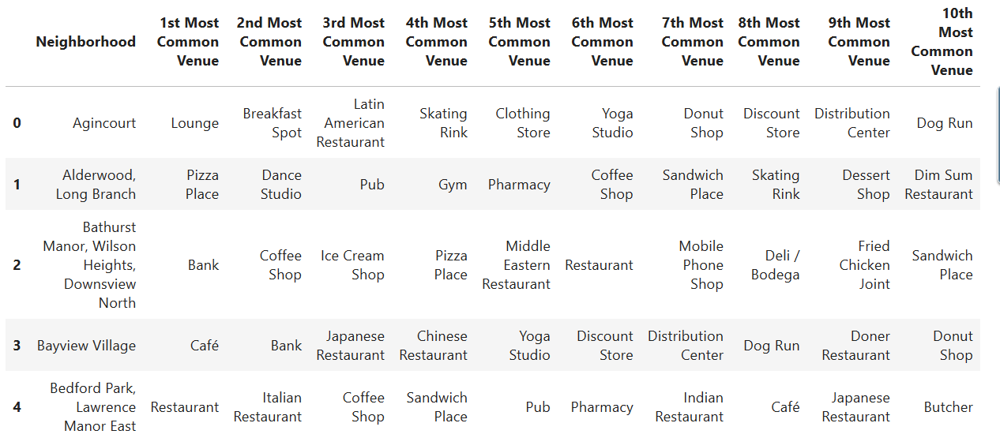 Neighborhood 1st Most Common Venue 2nd Most Common Venue 3rd Most Common Venue 4th Most Common Venue 5th Most Common Venue 6th Most Common Venue 7th Most Common Venue 8th Most Common Venue 9th Most Common Venue 10th Most Common Venue
0 Agincourt Lounge Breakfast Spot Latin American Restaurant Skating Rink Clothing Store Yoga Studio Donut Shop Discount Store Distribution Center Dog Run
1 Alderwood, Long Branch Pizza Place Dance Studio Pub Gym Pharmacy Coffee Shop Sandwich Place Skating Rink Dessert Shop Dim Sum Restaurant
2 Bathurst Manor, Wilson Heights, Downsview North Bank Coffee Shop Ice Cream Shop Pizza Place Middle Eastern Restaurant Restaurant Mobile Phone Shop Deli / Bodega Fried Chicken Joint Sandwich Place
3 Bayview Village Café Bank Japanese Restaurant Chinese Restaurant Yoga Studio Discount Store Distribution Center Dog Run Doner Restaurant Donut Shop
4 Bedford Park, Lawrence Manor East Restaurant Italian Restaurant Coffee Shop Sandwich Place Pub Pharmacy Indian Restaurant Café Japanese Restaurant Butcher